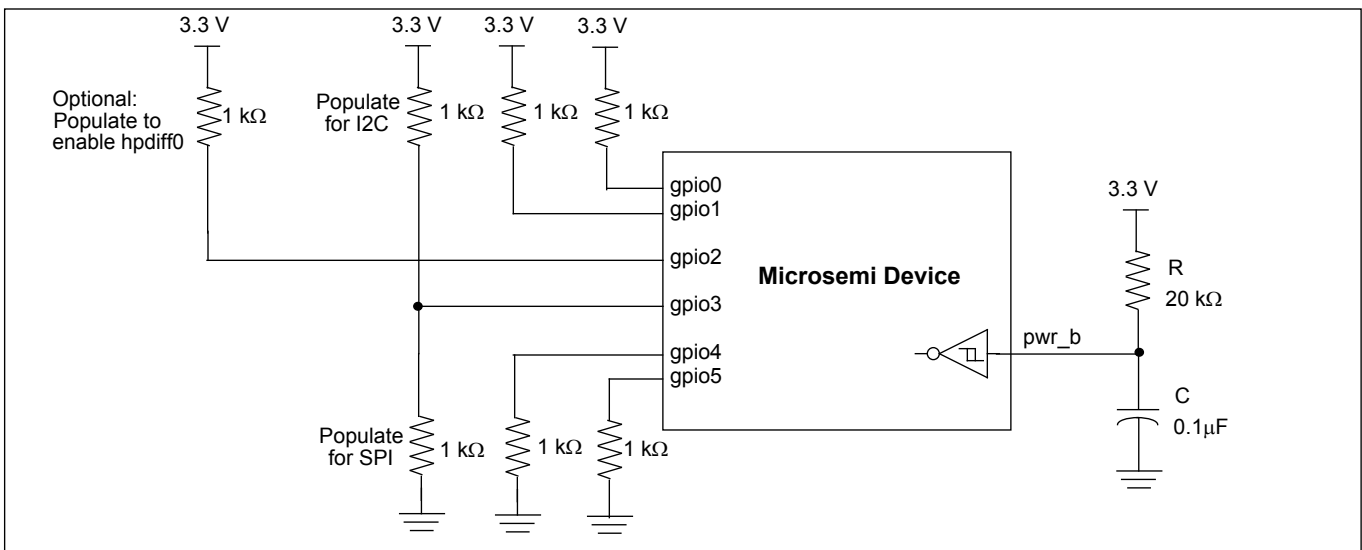 3.3 V
3.3 V
3.3 V
3.3 V
Optional:
Populate to
enable hpdiff0
1 kΩ
Populate
for I2C
1 kΩ
1 kΩ
1 kΩ
gpio0
gpio1
gpio2
gpio3
gpio4
gpio5
Microsemi Device
pwr_b
3.3 V
R
20 kΩ
C
0.1µF
Populate
for SPI
1 kΩ
1 kΩ
1 kΩ